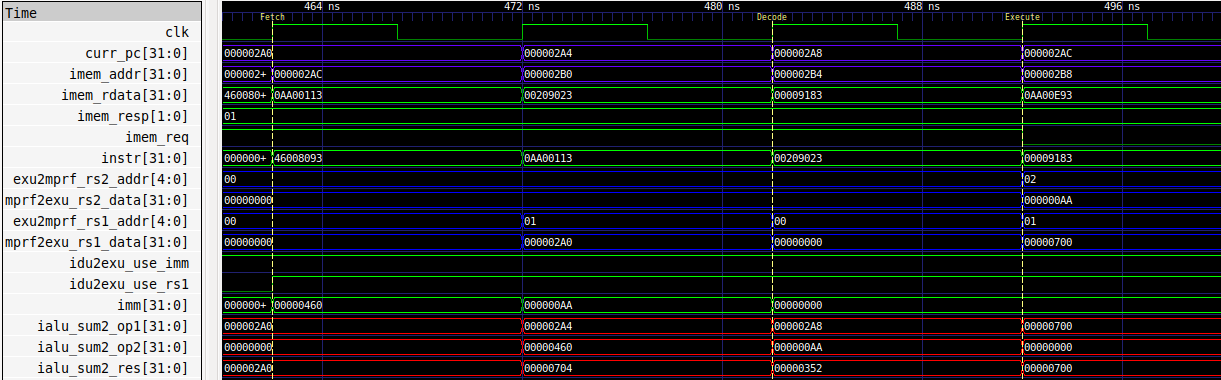 464 ns 472 ns 480 ns 488 ns 496 ns
Time Fetch Decode Execute
clk
curr_pc[31:0] 000002A0 000002A4 000002A8 000002AC
imem_addr[31:0] 000002+ 000002AC 000002B0 000002B4 000002B8
imem_rdata[31:0] 460080+ 0AA00113 00209023 00009183 0AA00E93
imem_resp[1:0] 01
imem_req
instr[31:0] 000000+ 46008093 0AA00113 00209023 00009183
exu2mprf_rs2_addr[4:0] 00 02
mprf2exu_rs2_data[31:0] 00000000 000000AA
exu2mprf_rs1_addr[4:0] 00 01 00 01
mprf2exu_rs1_data[31:0] 00000000 000002A0 00000000 00000700
idu2exu_use_imm
idu2exu_use_rs1
imm[31:0] 000000+ 00000460 000000AA 00000000
ialu_sum2_op1[31:0] 000002A0 000002A4 000002A8 00000700
ialu_sum2_op2[31:0] 00000000 00000460 000000AA 00000000
ialu_sum2_res[31:0] 000002A0 00000704 00000352 00000700